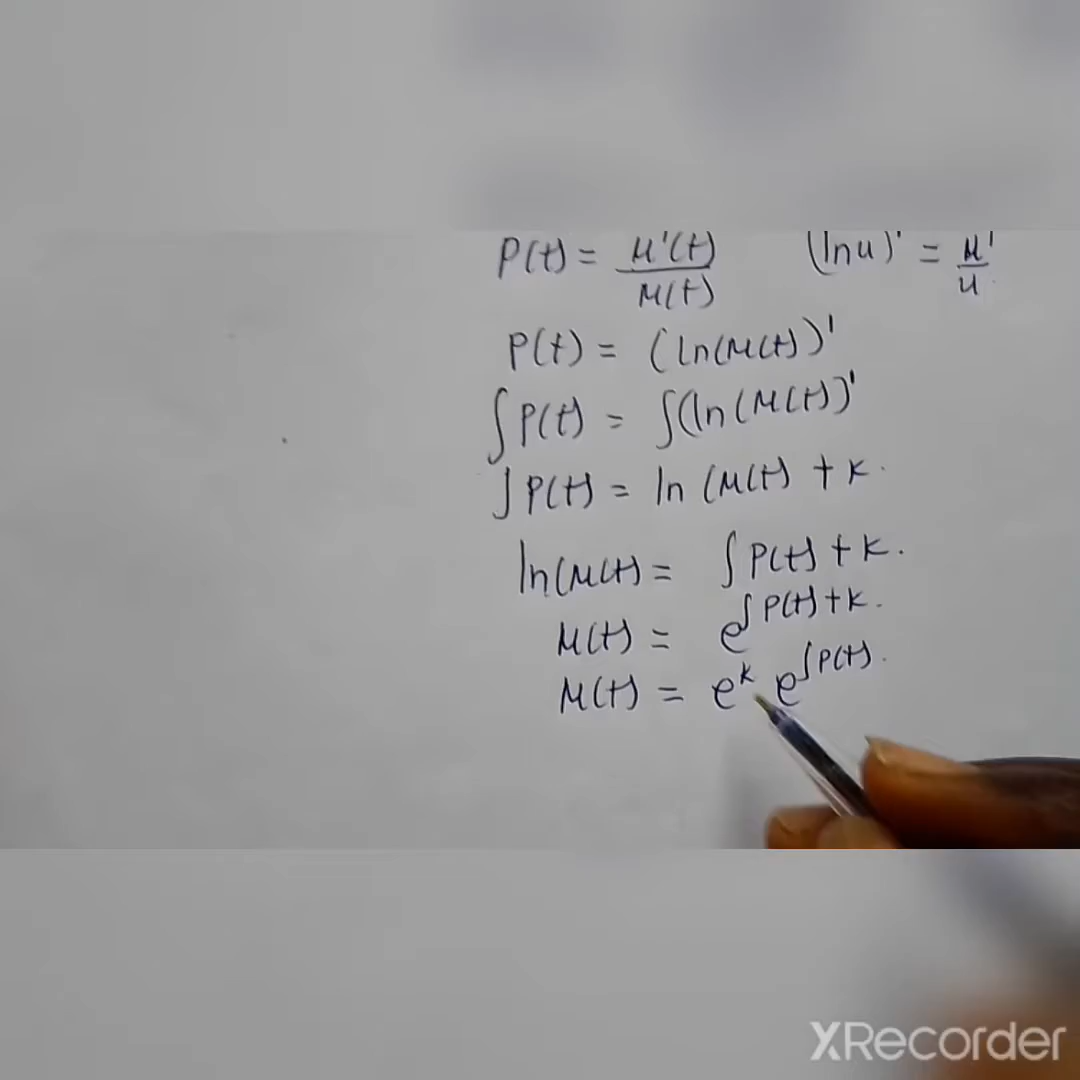 P(t) = μ'(t)/μ(t) (ln u)' = u'/u
P(t) = (ln(μ(t))'
∫P(t) = ∫(ln(μ(t))'
∫P(t) = ln (μ(t) + K.
ln(μ(t) = ∫P(t) + K.
μ(t) = e^∫P(t)+K.
μ(t) = e^K e^∫P(t).
XRecorder